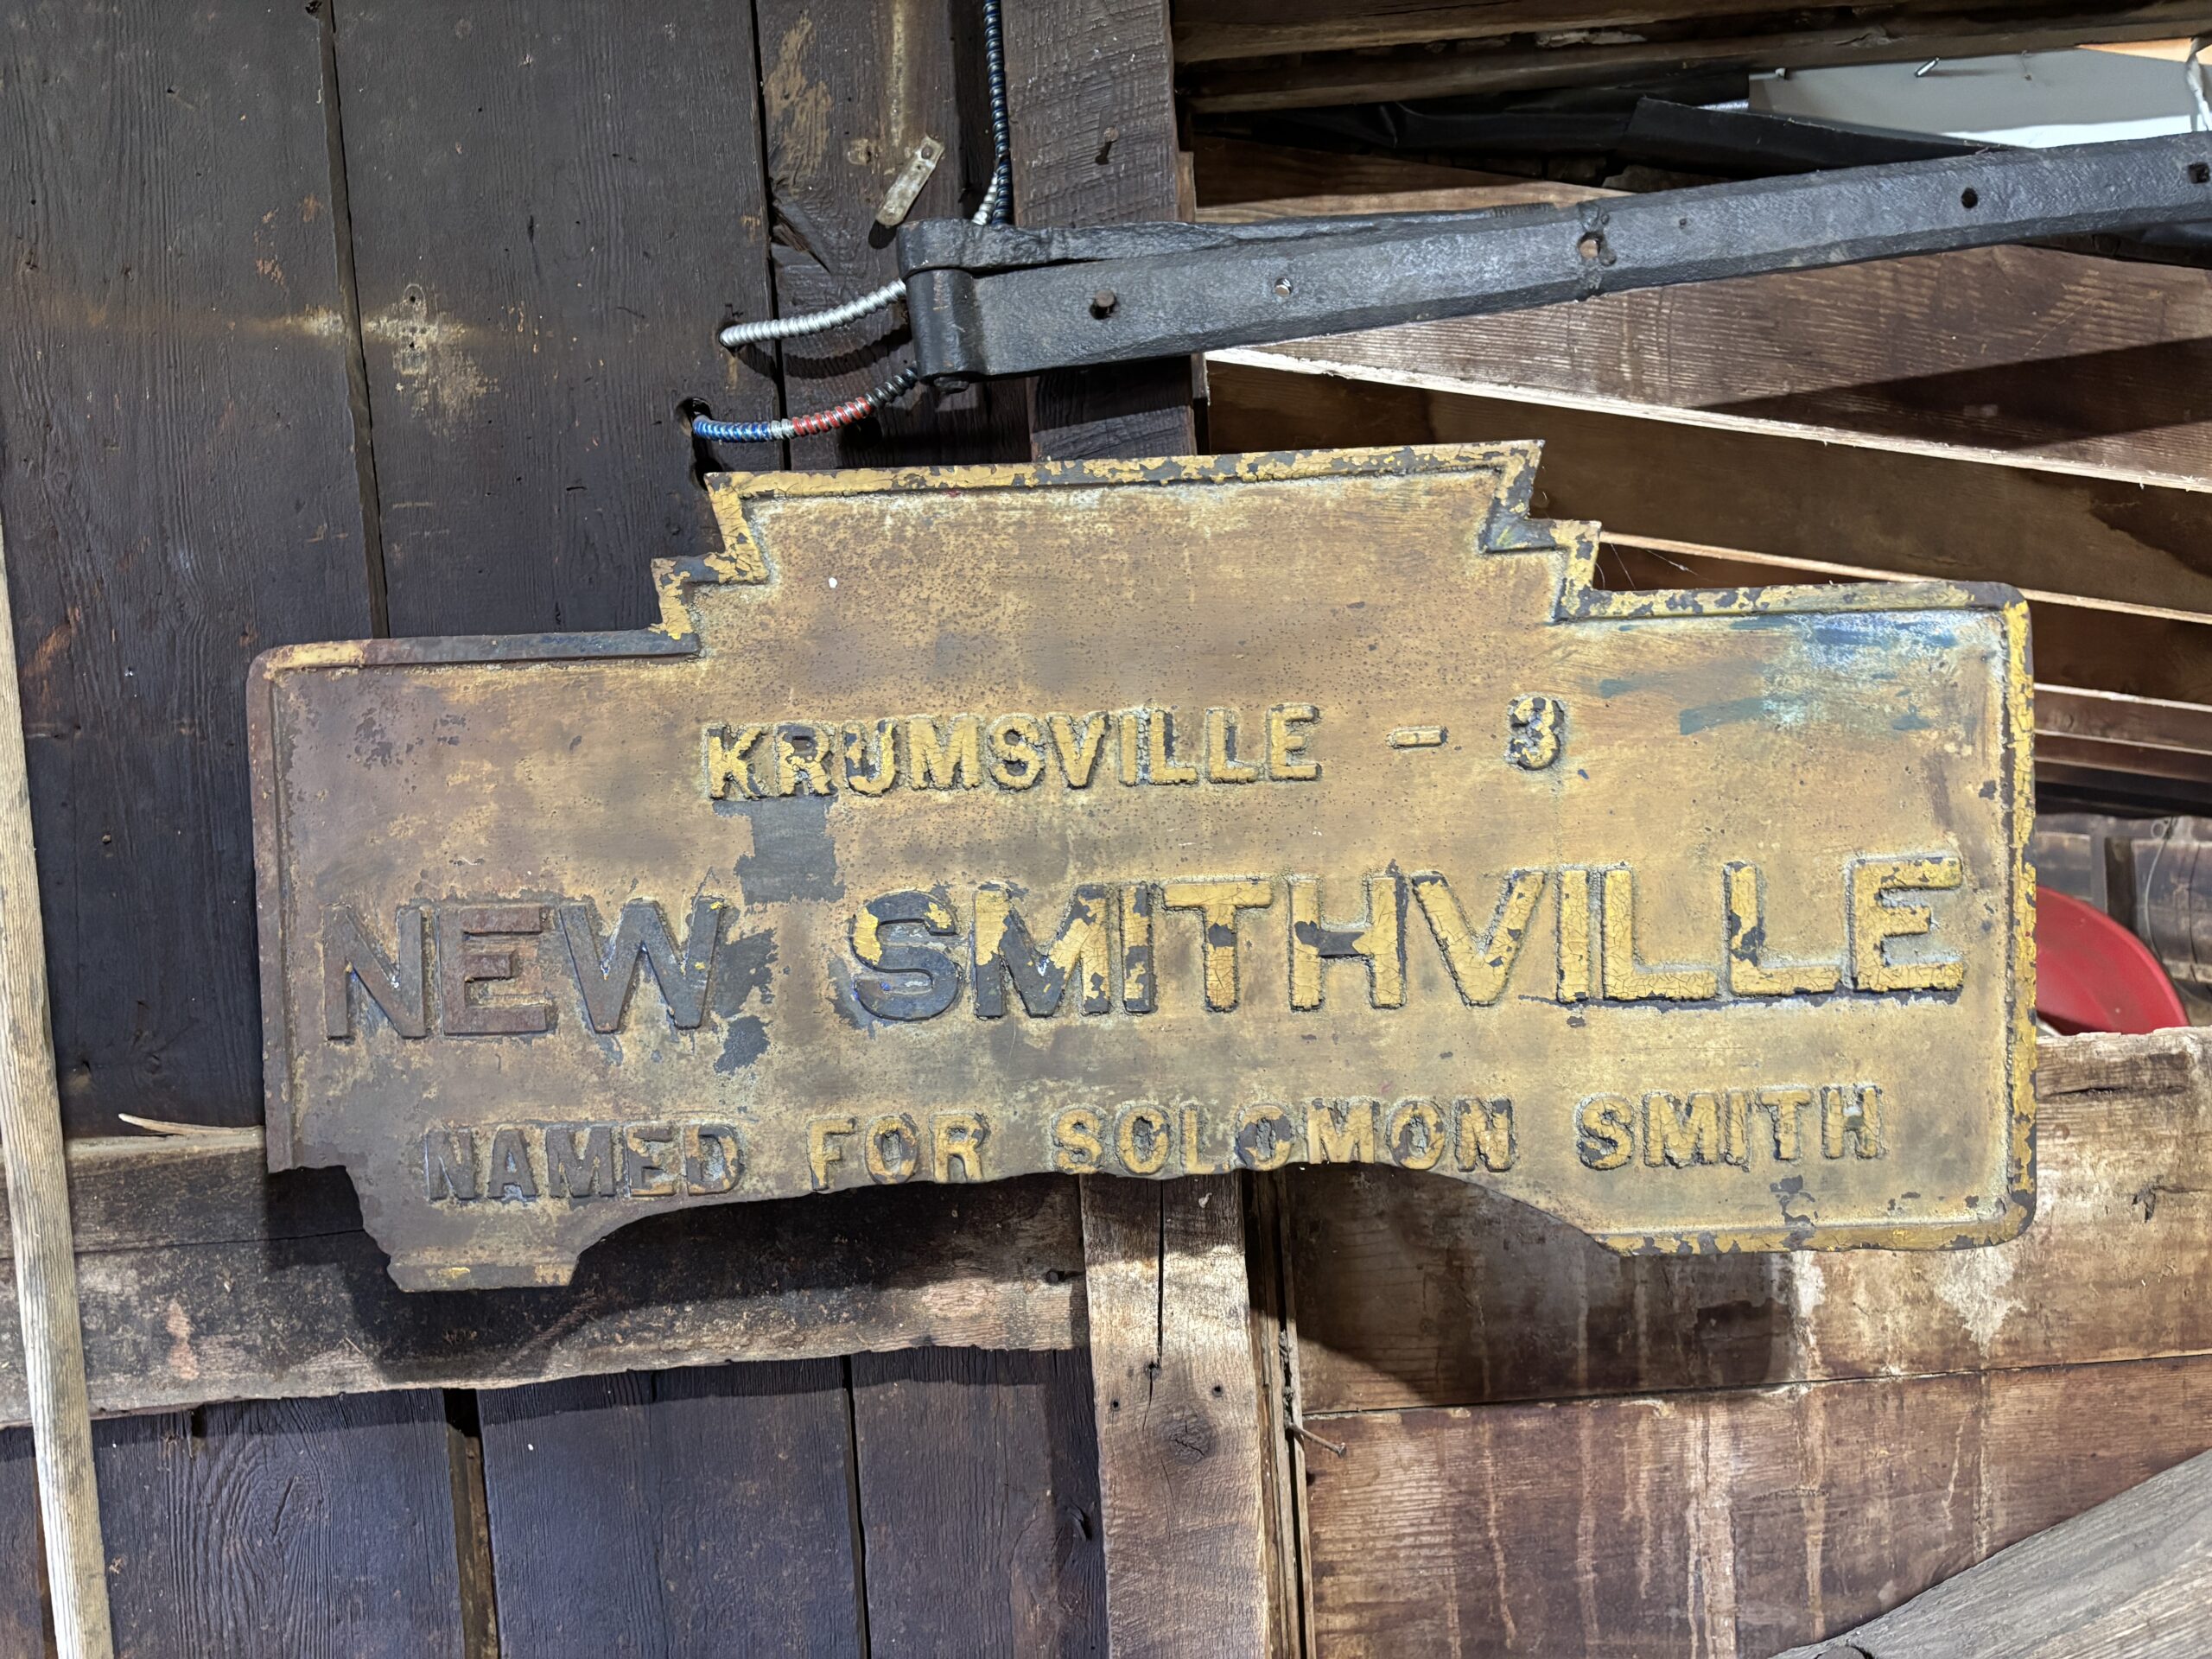 KRUMSVILLE - 3
NEW SMITHVILLE
NAMED FOR SOLOMON SMITH